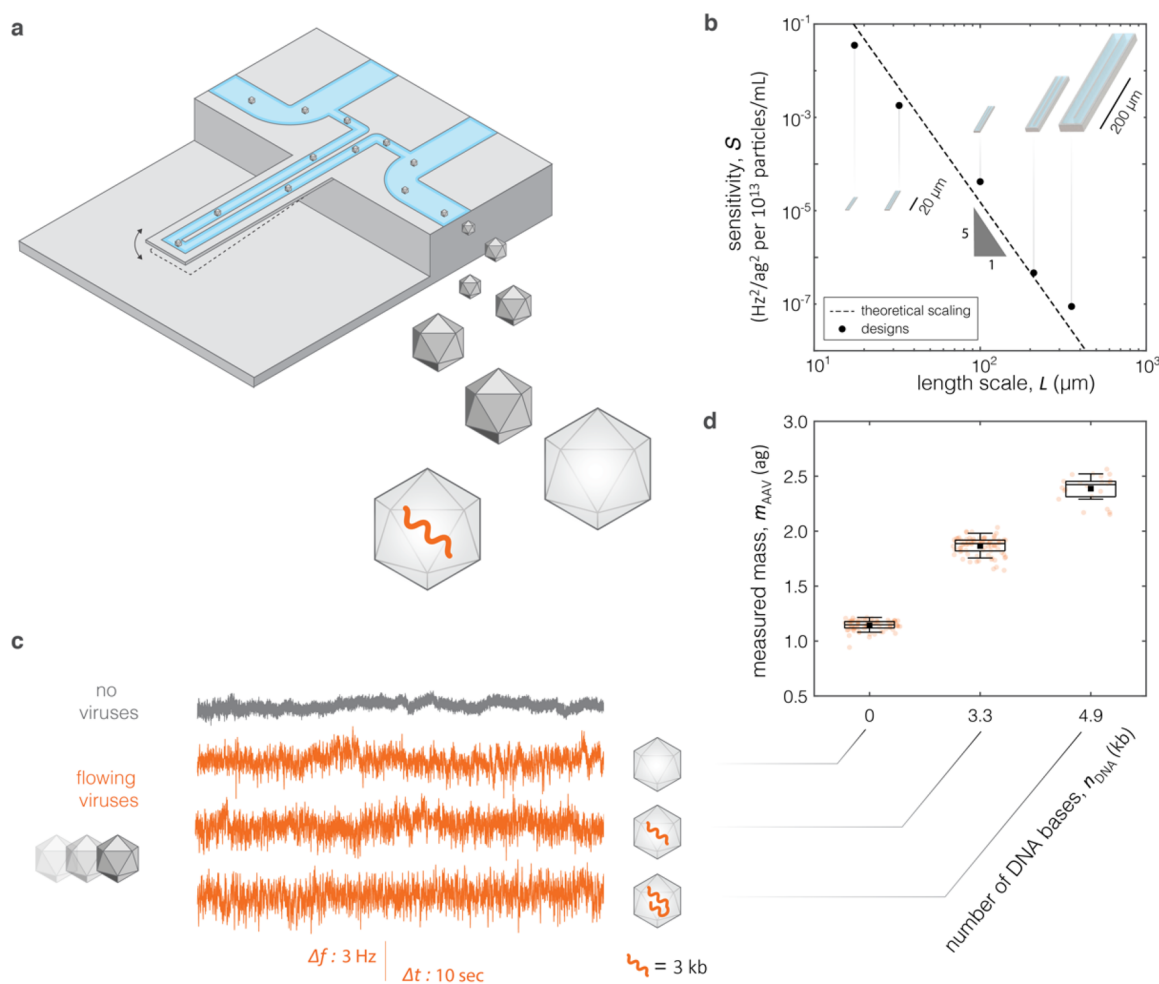 a
b
sensitivity, S
(Hz²/ag² per 10¹³ particles/mL)
10⁻¹
10⁻³
10⁻⁵
10⁻⁷
200 µm
20 µm
5
1
theoretical scaling
designs
10¹
10²
10³
length scale, L (µm)
c
no
viruses
flowing
viruses
Δf : 3 Hz
Δt : 10 sec
= 3 kb
d
measured mass, m_AAV (ag)
3.0
2.5
2.0
1.5
1.0
0.5
0
3.3
4.9
number of DNA bases, n_DNA (kb)